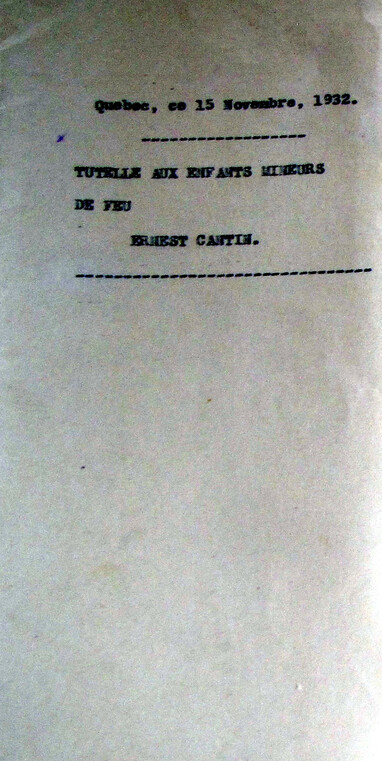 Quebec, ce 15 Novembre, 1932.
-------------------
TUTELLE AUX ENFANTS MINEURS
DE FEU
ERNEST CANTIN.
----------------------------------